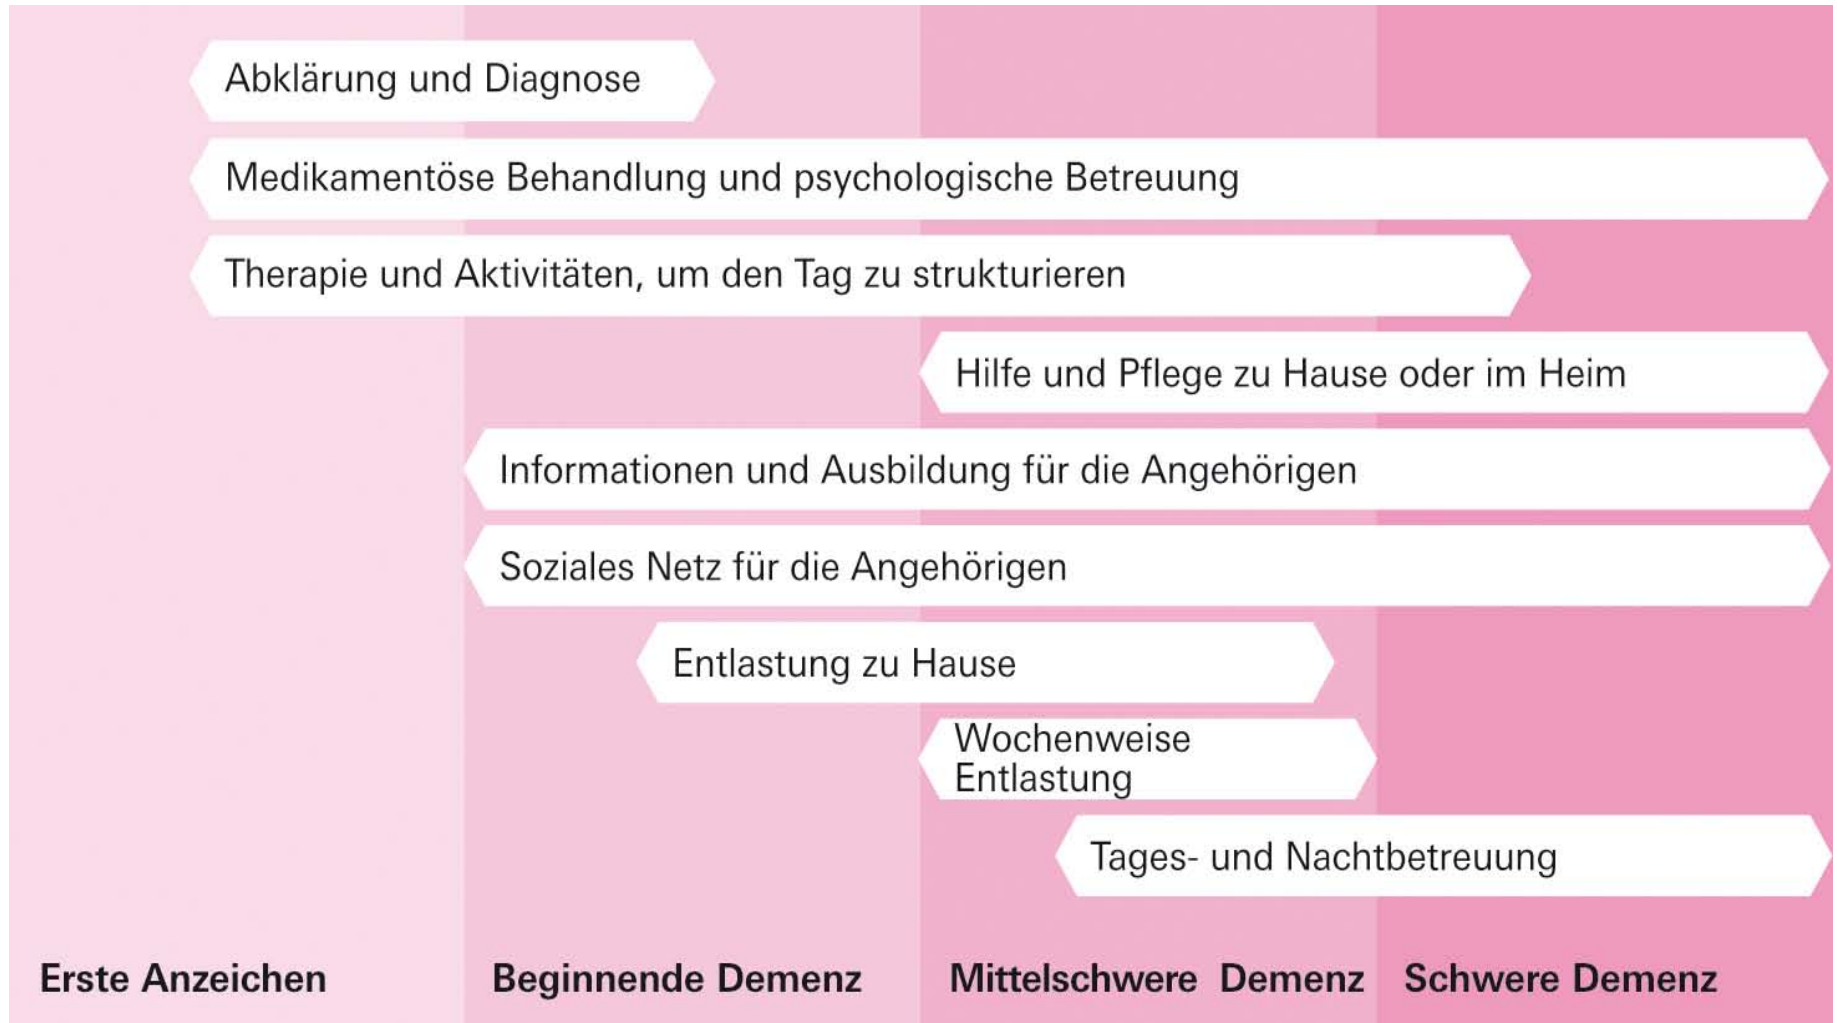 Abklärung und Diagnose
Medikamentöse Behandlung und psychologische Betreuung
Therapie und Aktivitäten, um den Tag zu strukturieren
Hilfe und Pflege zu Hause oder im Heim
Informationen und Ausbildung für die Angehörigen
Soziales Netz für die Angehörigen
Entlastung zu Hause
Wochenweise
Entlastung
Tages- und Nachtbetreuung
Erste Anzeichen Beginnende Demenz Mittelschwere Demenz Schwere Demenz